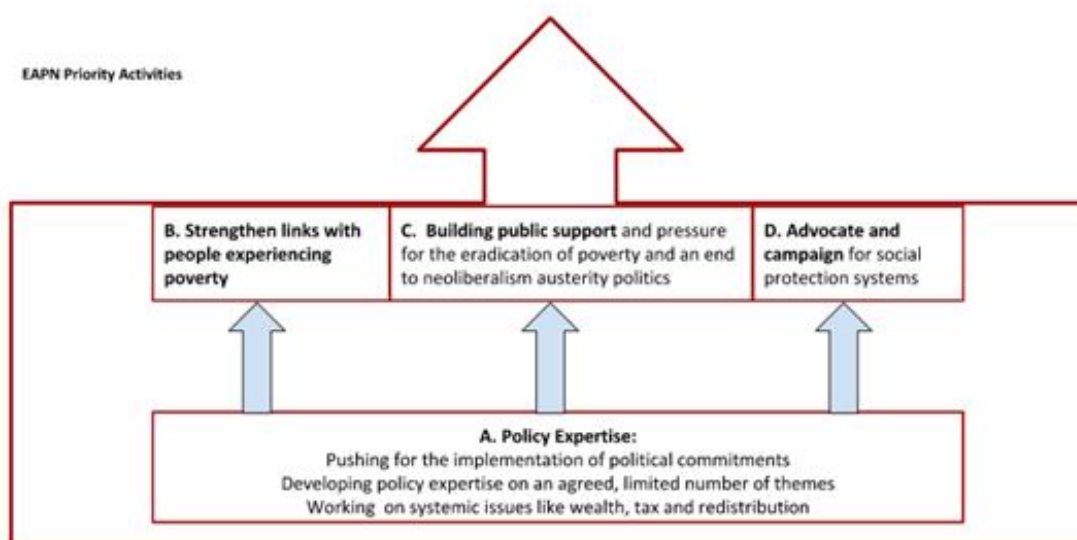 EAPN Priority Activities
B. Strengthen links with
people experiencing
poverty
C. Building public support and pressure
for the eradication of poverty and an end
to neoliberalism austerity politics
D. Advocate and
campaign for social
protection systems
A. Policy Expertise:
Pushing for the implementation of political commitments
Developing policy expertise on an agreed, limited number of themes
Working on systemic issues like wealth, tax and redistribution